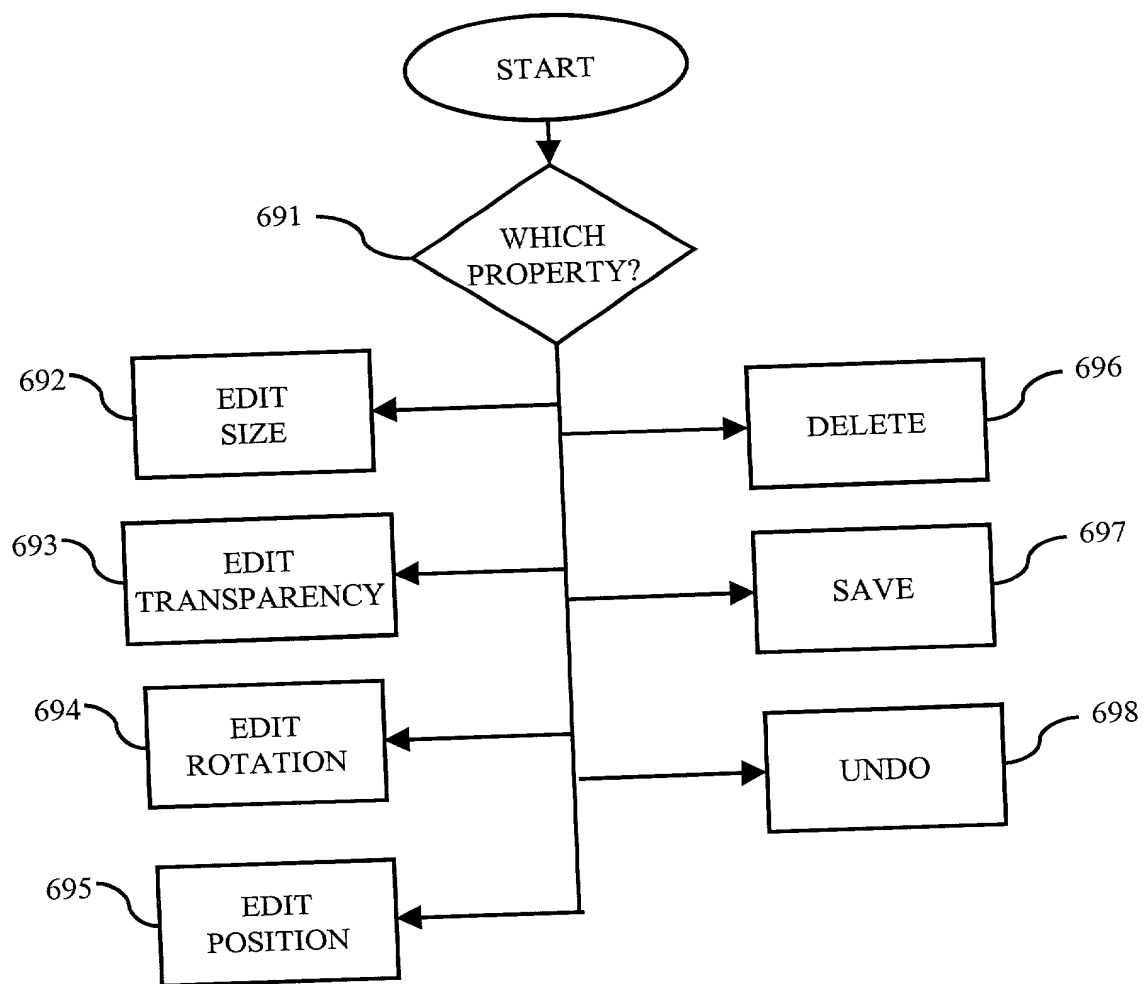 START
691
WHICH
PROPERTY?
692
EDIT
SIZE
696
DELETE
693
EDIT
TRANSPARENCY
697
SAVE
694
EDIT
ROTATION
698
UNDO
695
EDIT
POSITION